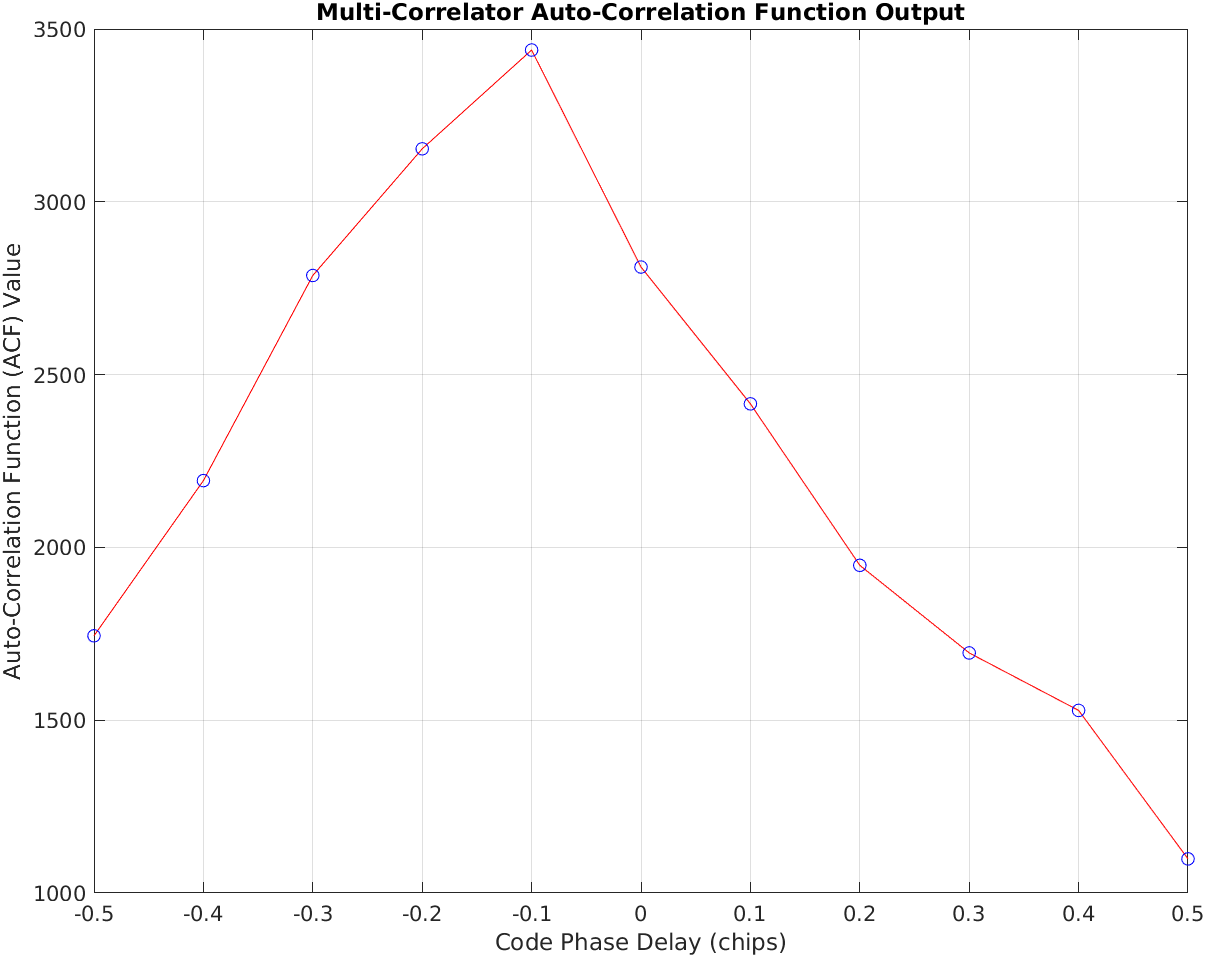 Multi-Correlator Auto-Correlation Function Output
Auto-Correlation Function (ACF) Value
3500
3000
2500
2000
1500
1000
-0.5 -0.4 -0.3 -0.2 -0.1 0 0.1 0.2 0.3 0.4 0.5
Code Phase Delay (chips)